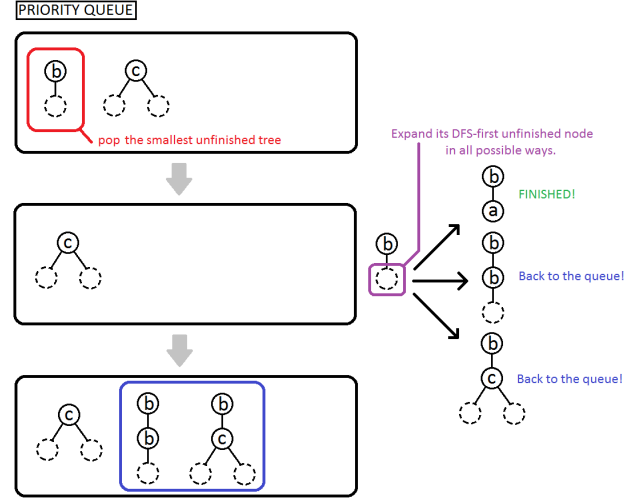 PRIORITY QUEUE
b c
pop the smallest unfinished tree
Expand its DFS-first unfinished node
in all possible ways.
b
a
FINISHED!
c
b
b
b
Back to the queue!
b
c
Back to the queue!
c
b
b
b
c